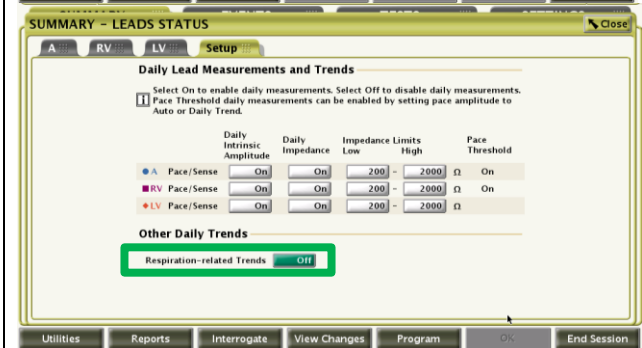 SUMMARY – LEADS STATUS
Close
A RV LV Setup
Daily Lead Measurements and Trends
Select On to enable daily measurements. Select Off to disable daily measurements.
Pace Threshold daily measurements can be enabled by setting pace amplitude to
Auto or Daily Trend.
Daily Intrinsic Amplitude Daily Impedance Impedance Limits Low High Pace Threshold
A Pace/Sense On On 200 – 2000 Ω On
RV Pace/Sense On On 200 – 2000 Ω On
LV Pace/Sense On On 200 – 2000 Ω
Other Daily Trends
Respiration-related Trends Off
Utilities Reports Interrogate View Changes Program OK End Session